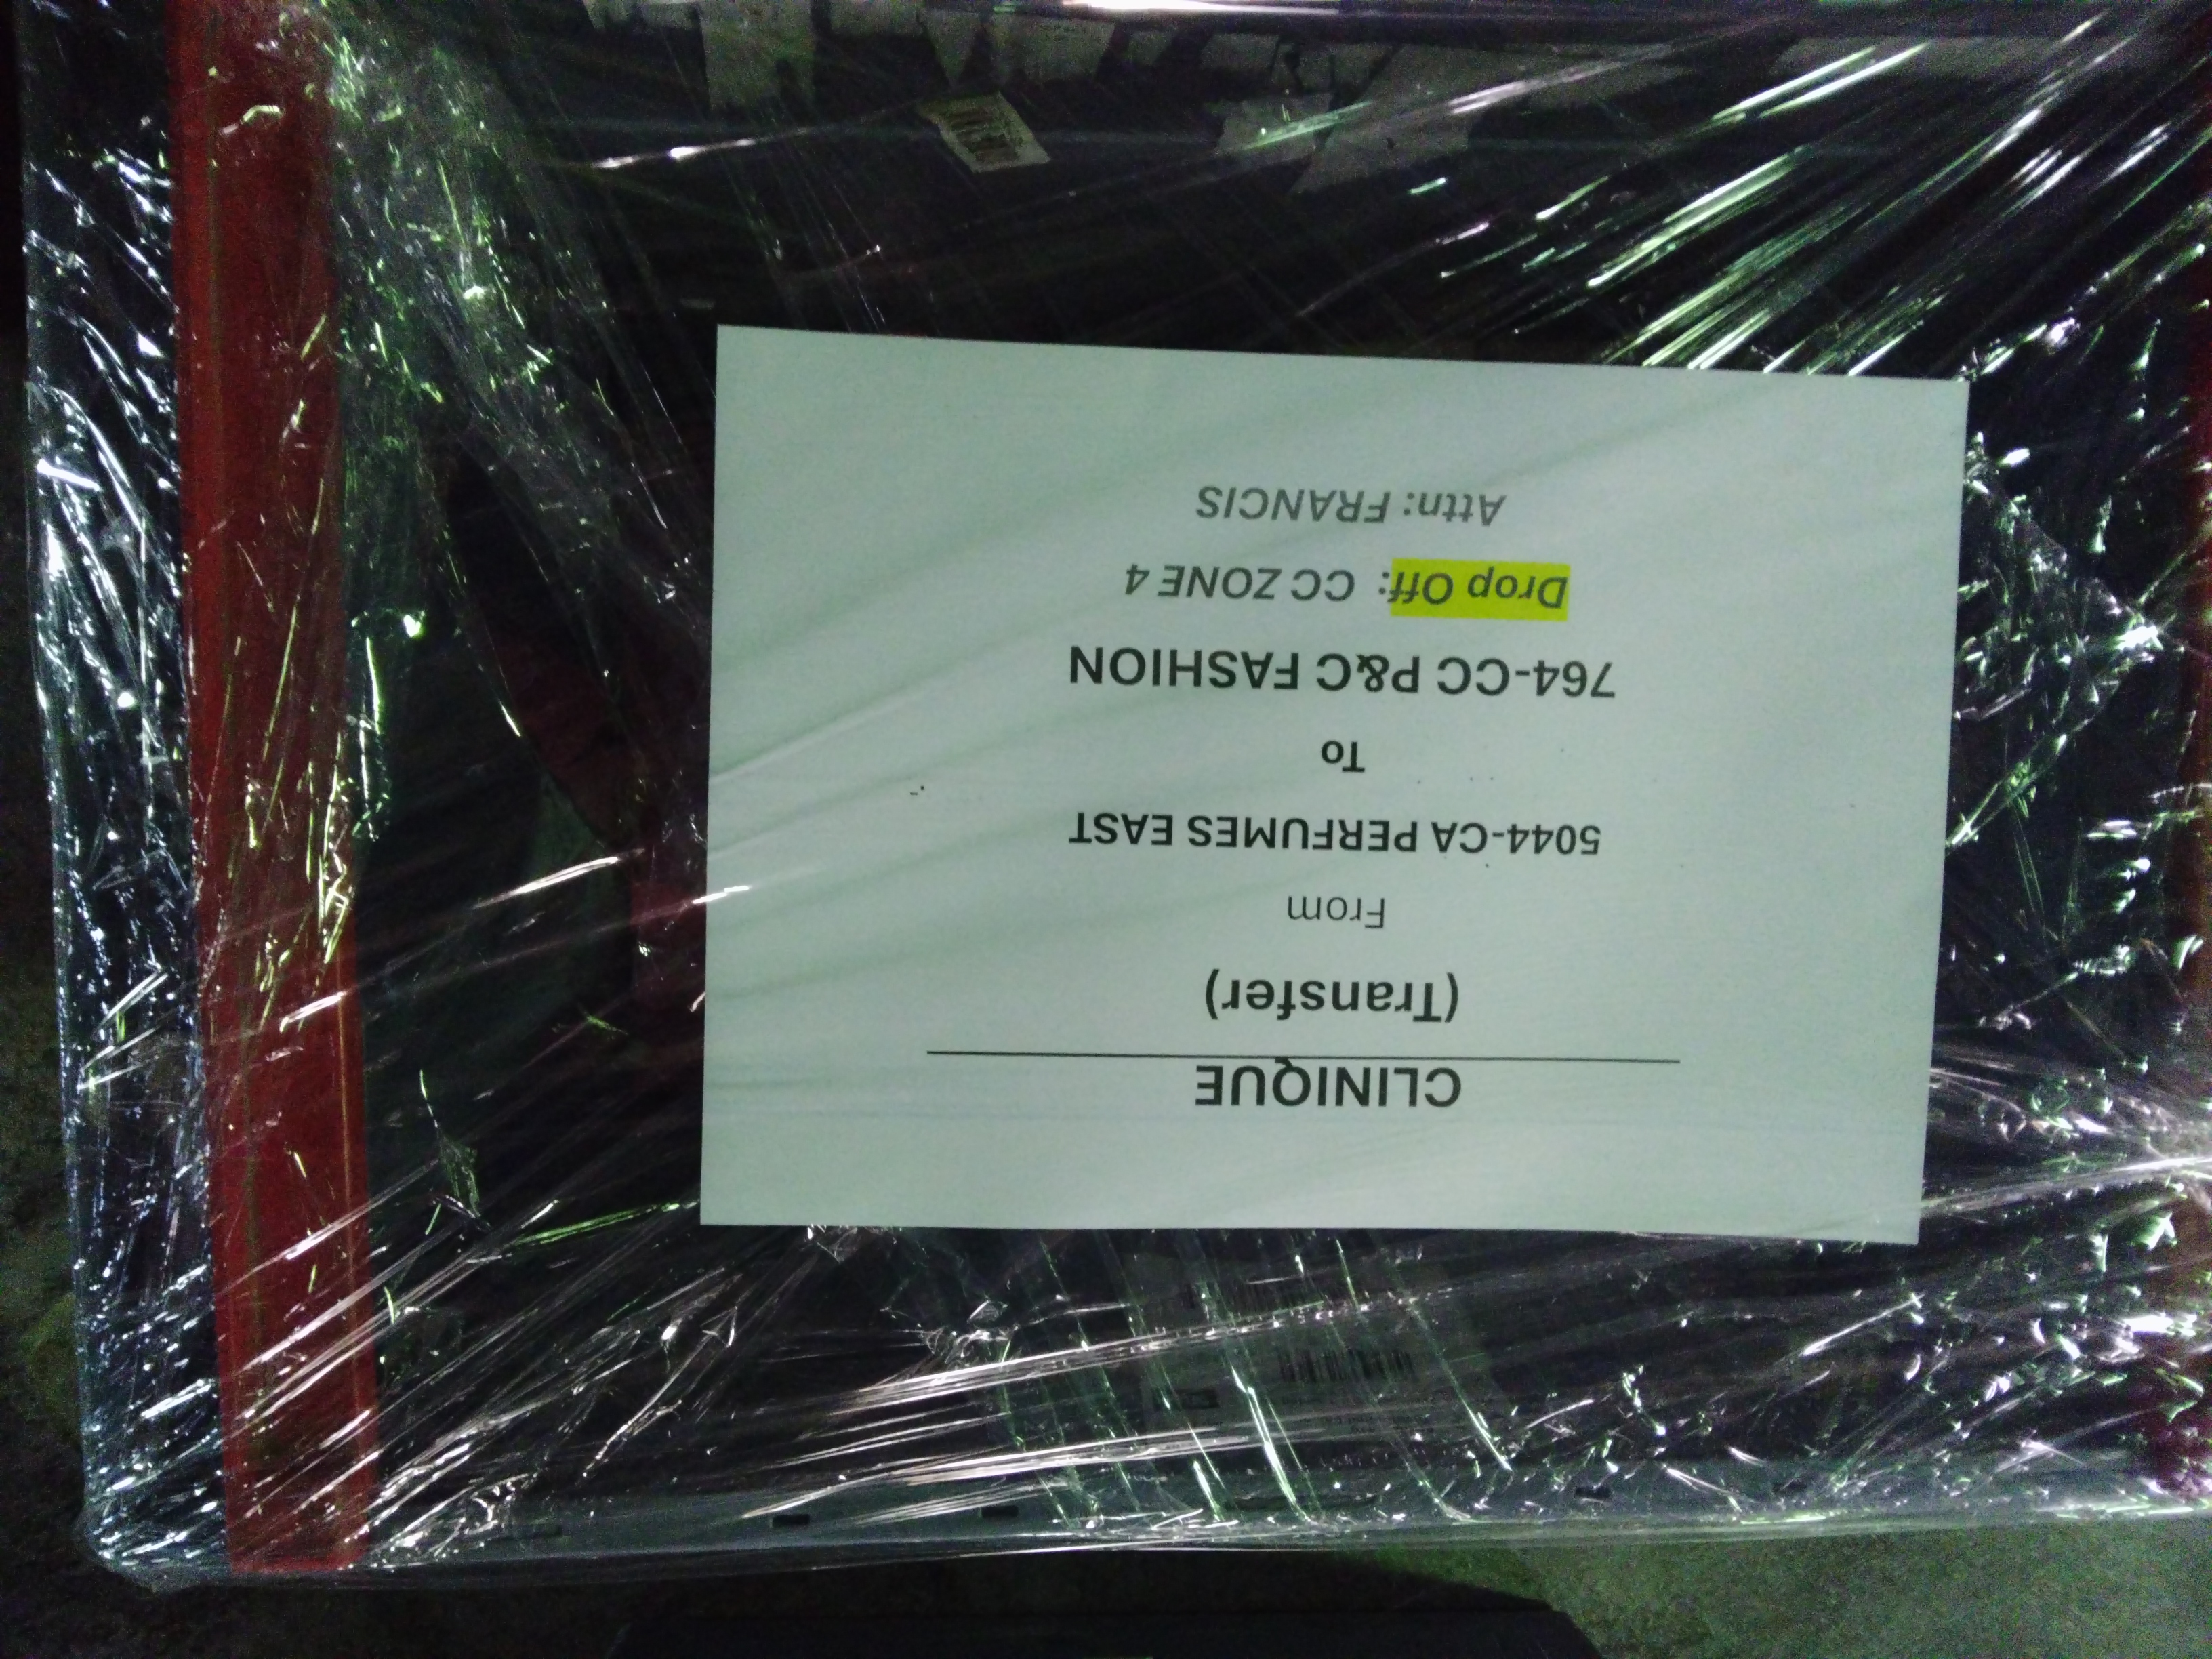 CLINIQUE
(Transfer)
From
5044-CA PERFUMES EAST
To
764-CC P&C FASHION
Drop Off: CC ZONE 4
Attn: FRANCIS